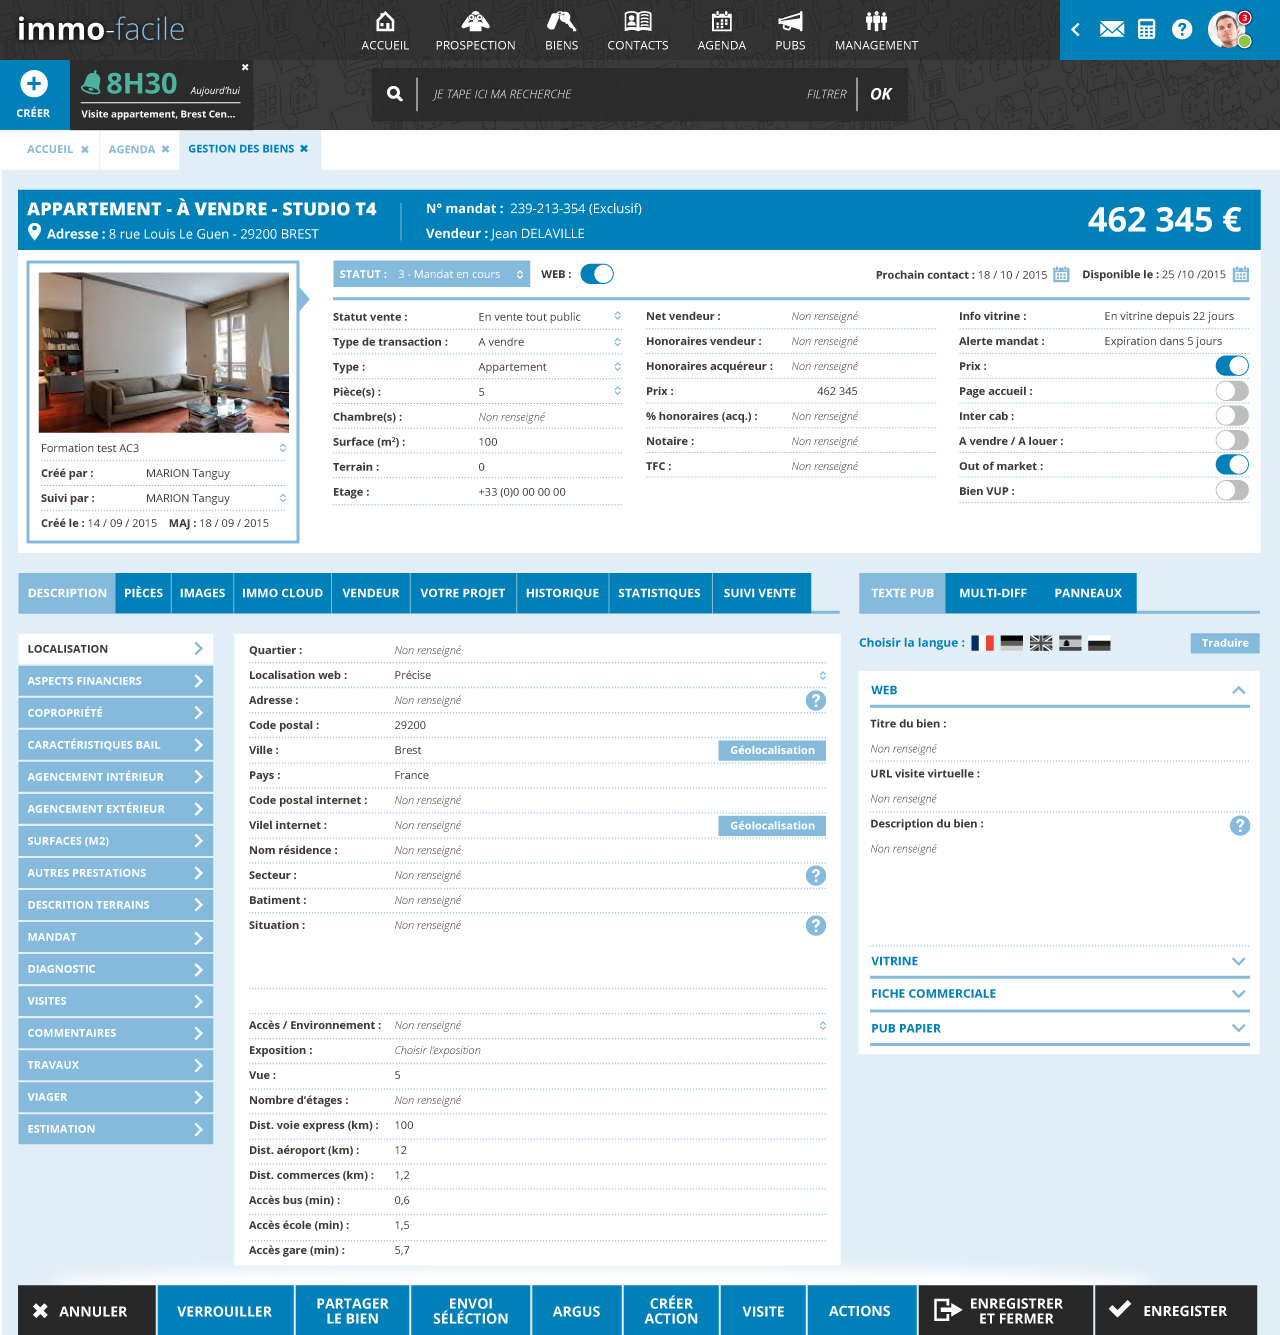 immo-facile
ACCUEIL PROSPECTION BIENS CONTACTS AGENDA PUBS MANAGEMENT
3
CRÉER
8H30 Aujourd'hui
Visite appartement, Brest Cen...
JE TAPE ICI MA RECHERCHE FILTRER OK
ACCUEIL AGENDA GESTION DES BIENS
APPARTEMENT - À VENDRE - STUDIO T4
Adresse : 8 rue Louis Le Guen - 29200 BREST
N° mandat : 239-213-354 (Exclusif)
Vendeur : Jean DELAVILLE
462 345 €
Formation test AC3
Créé par : MARION Tanguy
Suivi par : MARION Tanguy
Créé le : 14 / 09 / 2015 MAJ : 18 / 09 / 2015
STATUT : 3 - Mandat en cours WEB :
Prochain contact : 18 / 10 / 2015 Disponible le : 25 /10 /2015
Statut vente : En vente tout public
Type de transaction : A vendre
Type : Appartement
Pièce(s) : 5
Chambre(s) : Non renseigné
Surface (m²) : 100
Terrain : 0
Etage : +33 (0)0 00 00 00
Net vendeur : Non renseigné
Honoraires vendeur : Non renseigné
Honoraires acquéreur : Non renseigné
Prix : 462 345
% honoraires (acq.) : Non renseigné
Notaire : Non renseigné
TFC : Non renseigné
Info vitrine : En vitrine depuis 22 jours
Alerte mandat : Expiration dans 5 jours
Prix :
Page accueil :
Inter cab :
A vendre / A louer :
Out of market :
Bien VUP :
DESCRIPTION PIÈCES IMAGES IMMO CLOUD VENDEUR VOTRE PROJET HISTORIQUE STATISTIQUES SUIVI VENTE
TEXTE PUB MULTI-DIFF PANNEAUX
LOCALISATION
ASPECTS FINANCIERS
COPROPRIÉTÉ
CARACTÉRISTIQUES BAIL
AGENCEMENT INTÉRIEUR
AGENCEMENT EXTÉRIEUR
SURFACES (M2)
AUTRES PRESTATIONS
DESCRITION TERRAINS
MANDAT
DIAGNOSTIC
VISITES
COMMENTAIRES
TRAVAUX
VIAGER
ESTIMATION
Quartier : Non renseigné
Localisation web : Précise
Adresse : Non renseigné
Code postal : 29200
Ville : Brest Géolocalisation
Pays : France
Code postal internet : Non renseigné
Vilel internet : Non renseigné Géolocalisation
Nom résidence : Non renseigné
Secteur : Non renseigné
Batiment : Non renseigné
Situation : Non renseigné
Accès / Environnement : Non renseigné
Exposition : Choisir l'exposition
Vue : 5
Nombre d'étages : Non renseigné
Dist. voie express (km) : 100
Dist. aéroport (km) : 12
Dist. commerces (km) : 1,2
Accès bus (min) : 0,6
Accès école (min) : 1,5
Accès gare (min) : 5,7
Choisir la langue : Traduire
WEB
Titre du bien :
Non renseigné
URL visite virtuelle :
Non renseigné
Description du bien :
Non renseigné
VITRINE
FICHE COMMERCIALE
PUB PAPIER
ANNULER
VERROUILLER
PARTAGER
LE BIEN
ENVOI
SÉLÉCTION
ARGUS
CRÉER
ACTION
VISITE
ACTIONS
ENREGISTRER
ET FERMER
ENREGISTER